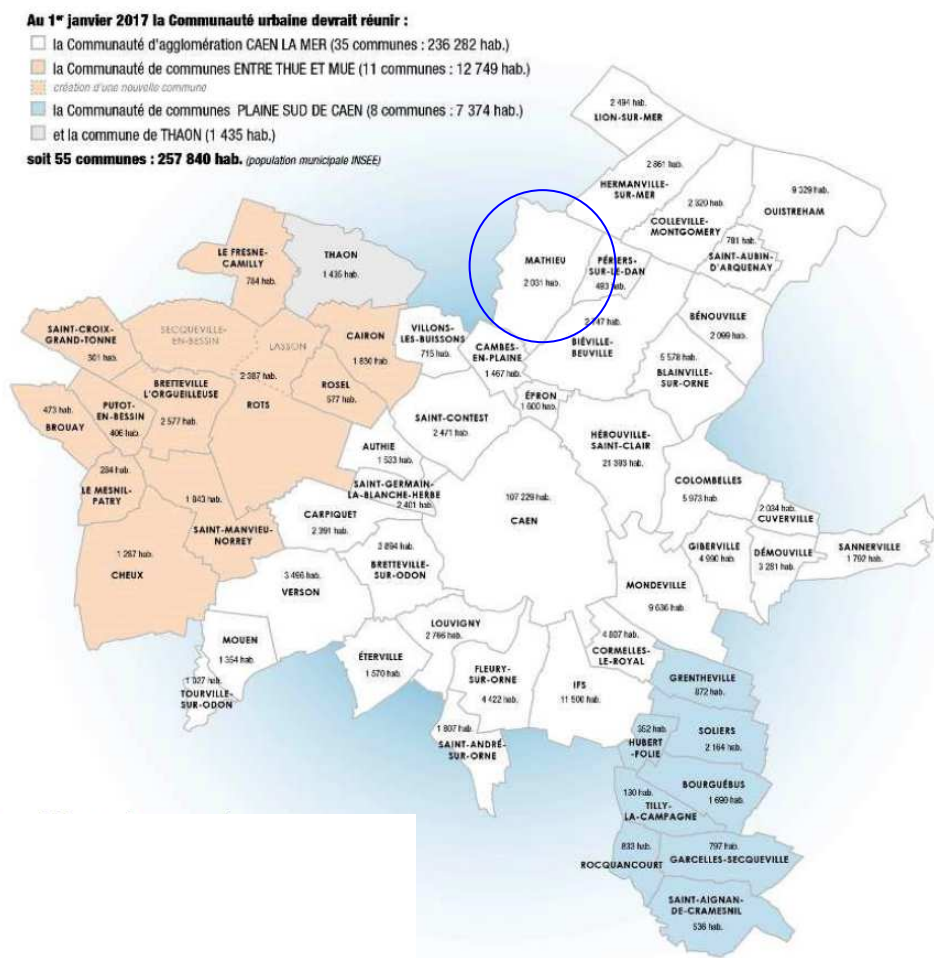 Au 1er janvier 2017 la Communauté urbaine devrait réunir :
la Communauté d'agglomération CAEN LA MER (35 communes : 236 282 hab.)
la Communauté de communes ENTRE THUE ET MUE (11 communes : 12 749 hab.)
création d'une nouvelle commune
la Communauté de communes PLAINE SUD DE CAEN (8 communes : 7 374 hab.)
et la commune de THAON (1 435 hab.)
soit 55 communes : 257 840 hab. (population municipale INSEE)
2 494 hab.
LION-SUR-MER
2 861 hab.
HERMANVILLE-
SUR-MER
2 320 hab.
COLLEVILLE-
MONTGOMERY
9 329 hab.
OUISTREHAM
781 hab.
SAINT-AUBIN-
D'ARQUENAY
MATHIEU
2 031 hab.
PÉRIERS-
SUR-LE-DAN
493 hab.
LE FRESNE-
CAMILLY
784 hab.
THAON
1 435 hab.
BÉNOUVILLE
2 099 hab.
SAINT-CROIX-
GRAND-TONNE
301 hab.
SECQUEVILLE-
EN-BESSIN
LASSON
CAIRON
1 830 hab.
VILLONS-
LES-BUISSONS
715 hab.
CAMBES-
EN-PLAINE
1 467 hab.
BIÉVILLE-
BEUVILLE
5 578 hab.
BLAINVILLE-
SUR-ORNE
2 387 hab.
ROTS
ROSEL
577 hab.
BRETTEVILLE
L'ORGUEILLEUSE
2 577 hab.
PUTOT-
EN-BESSIN
406 hab.
473 hab.
BROUAY
ÉPRON
1 600 hab.
SAINT-CONTEST
2 471 hab.
AUTHIE
1 533 hab.
HÉROUVILLE-
SAINT-CLAIR
21 393 hab.
284 hab.
LE MESNIL-
PATRY
1 843 hab.
SAINT-MANVIEU-
NORREY
SAINT-GERMAIN-
LA-BLANCHE-HERBE
2 401 hab.
CARPIQUET
2 391 hab.
107 229 hab.
CAEN
COLOMBELLES
5 973 hab.
2 034 hab.
CUVERVILLE
1 287 hab.
CHEUX
3 894 hab.
BRETTEVILLE-
SUR-ODON
GIBERVILLE
4 990 hab.
DÉMOUVILLE
3 281 hab.
SANNERVILLE
1 792 hab.
3 466 hab.
VERSON
MONDEVILLE
9 636 hab.
MOUEN
1 354 hab.
LOUVIGNY
2 766 hab.
4 807 hab.
CORMELLES-
LE-ROYAL
ÉTERVILLE
1 570 hab.
1 027 hab.
TOURVILLE-
SUR-ODON
FLEURY-
SUR-ORNE
4 422 hab.
IFS
11 506 hab.
GRENTHEVILLE
872 hab.
1 807 hab.
SAINT-ANDRÉ-
SUR-ORNE
352 hab.
HUBERT
-FOLIE
SOLIERS
2 164 hab.
BOURGUÉBUS
1 690 hab.
130 hab.
TILLY-
LA-CAMPAGNE
833 hab.
ROCQUANCOURT
797 hab.
GARCELLES-SECQUEVILLE
SAINT-AIGNAN-
DE-CRAMESNIL
536 hab.